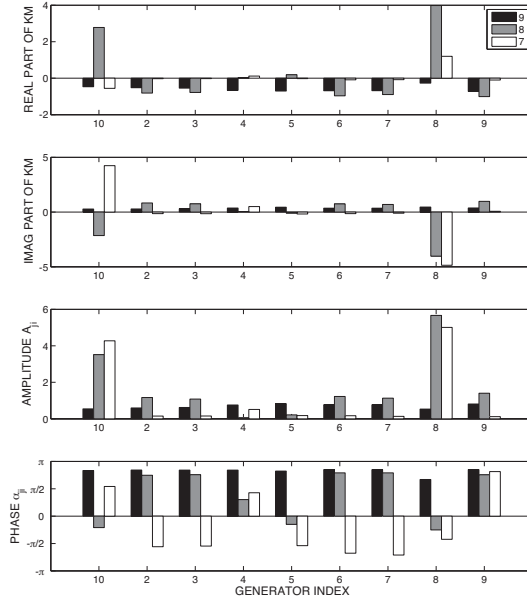 REAL PART OF KM
4
2
0
-2
10 2 3 4 5 6 7 8 9
9
8
7
IMAG PART OF KM
5
0
-5
10 2 3 4 5 6 7 8 9
AMPLITUDE A ji
6
4
2
0
10 2 3 4 5 6 7 8 9
PHASE α ji
π
π/2
0
-π/2
-π
10 2 3 4 5 6 7 8 9
GENERATOR INDEX